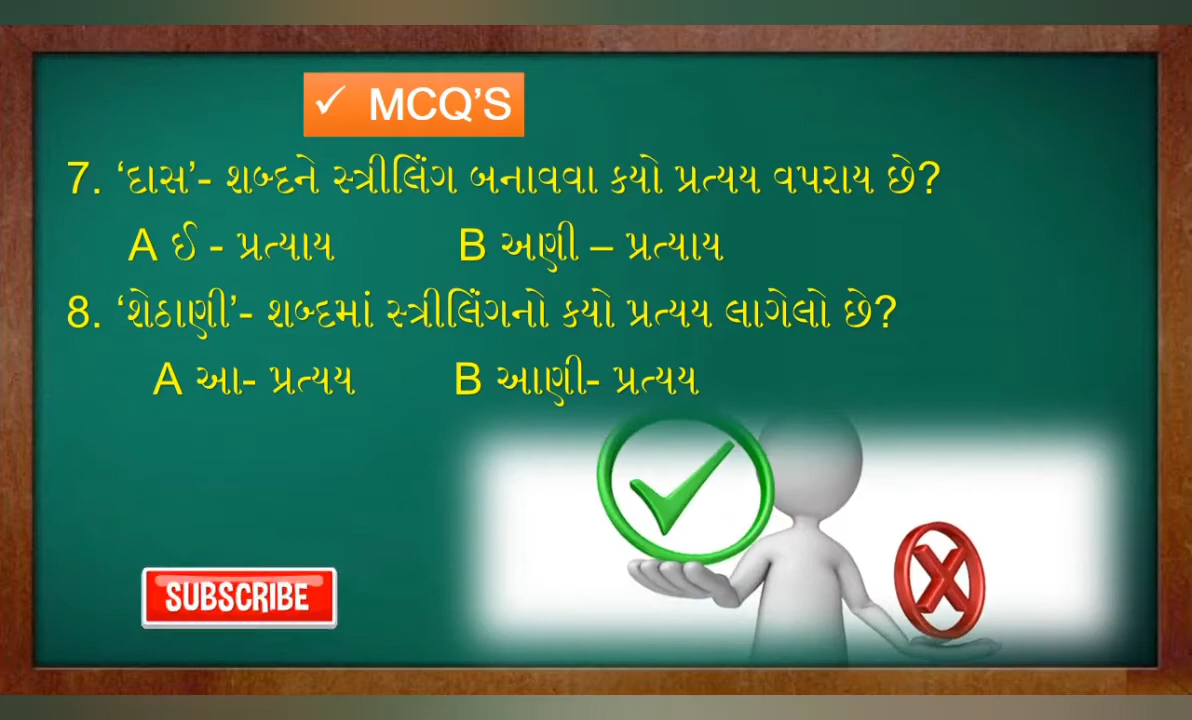 ✓ MCQ'S
7. ‘દાસ’- શબ્દને સ્ત્રીલિંગ બનાવવા કયો પ્રત્યય વપરાય છે?
A ઈ - પ્રત્યાય B અણી – પ્રત્યાય
8. ‘શેઠાણી’- શબ્દમાં સ્ત્રીલિંગનો કયો પ્રત્યય લાગેલો છે?
A આ- પ્રત્યય B આણી- પ્રત્યય
SUBSCRIBE